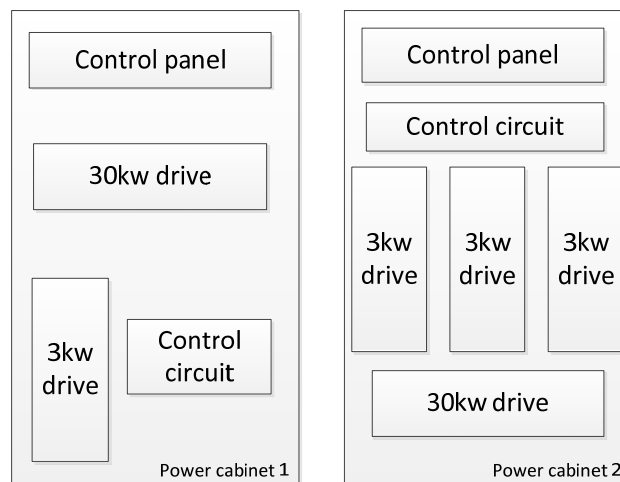 Control panel
30kw drive
3kw
drive
Control
circuit
Power cabinet 1
Control panel
Control circuit
3kw
drive
3kw
drive
3kw
drive
30kw drive
Power cabinet 2